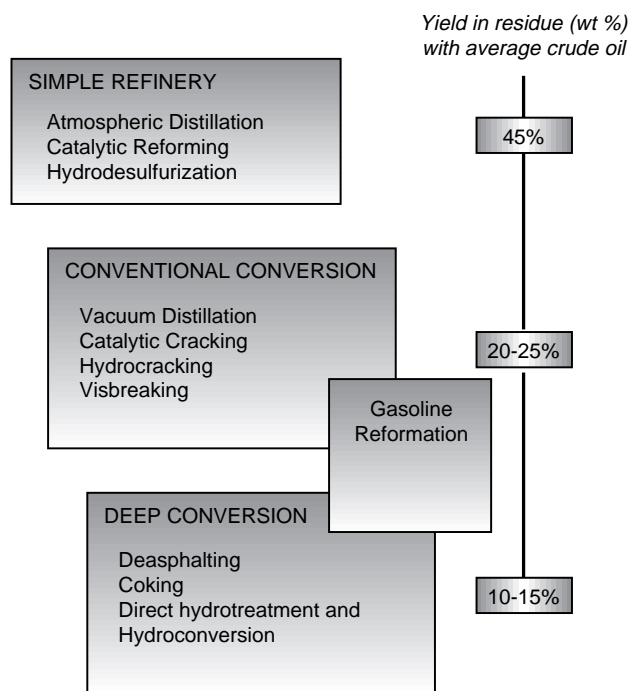 Yield in residue (wt %)
with average crude oil
SIMPLE REFINERY
Atmospheric Distillation
Catalytic Reforming
Hydrodesulfurization
45%
CONVENTIONAL CONVERSION
Vacuum Distillation
Catalytic Cracking
Hydrocracking
Visbreaking
20-25%
Gasoline
Reformation
DEEP CONVERSION
Deasphalting
Coking
Direct hydrotreatment and
Hydroconversion
10-15%